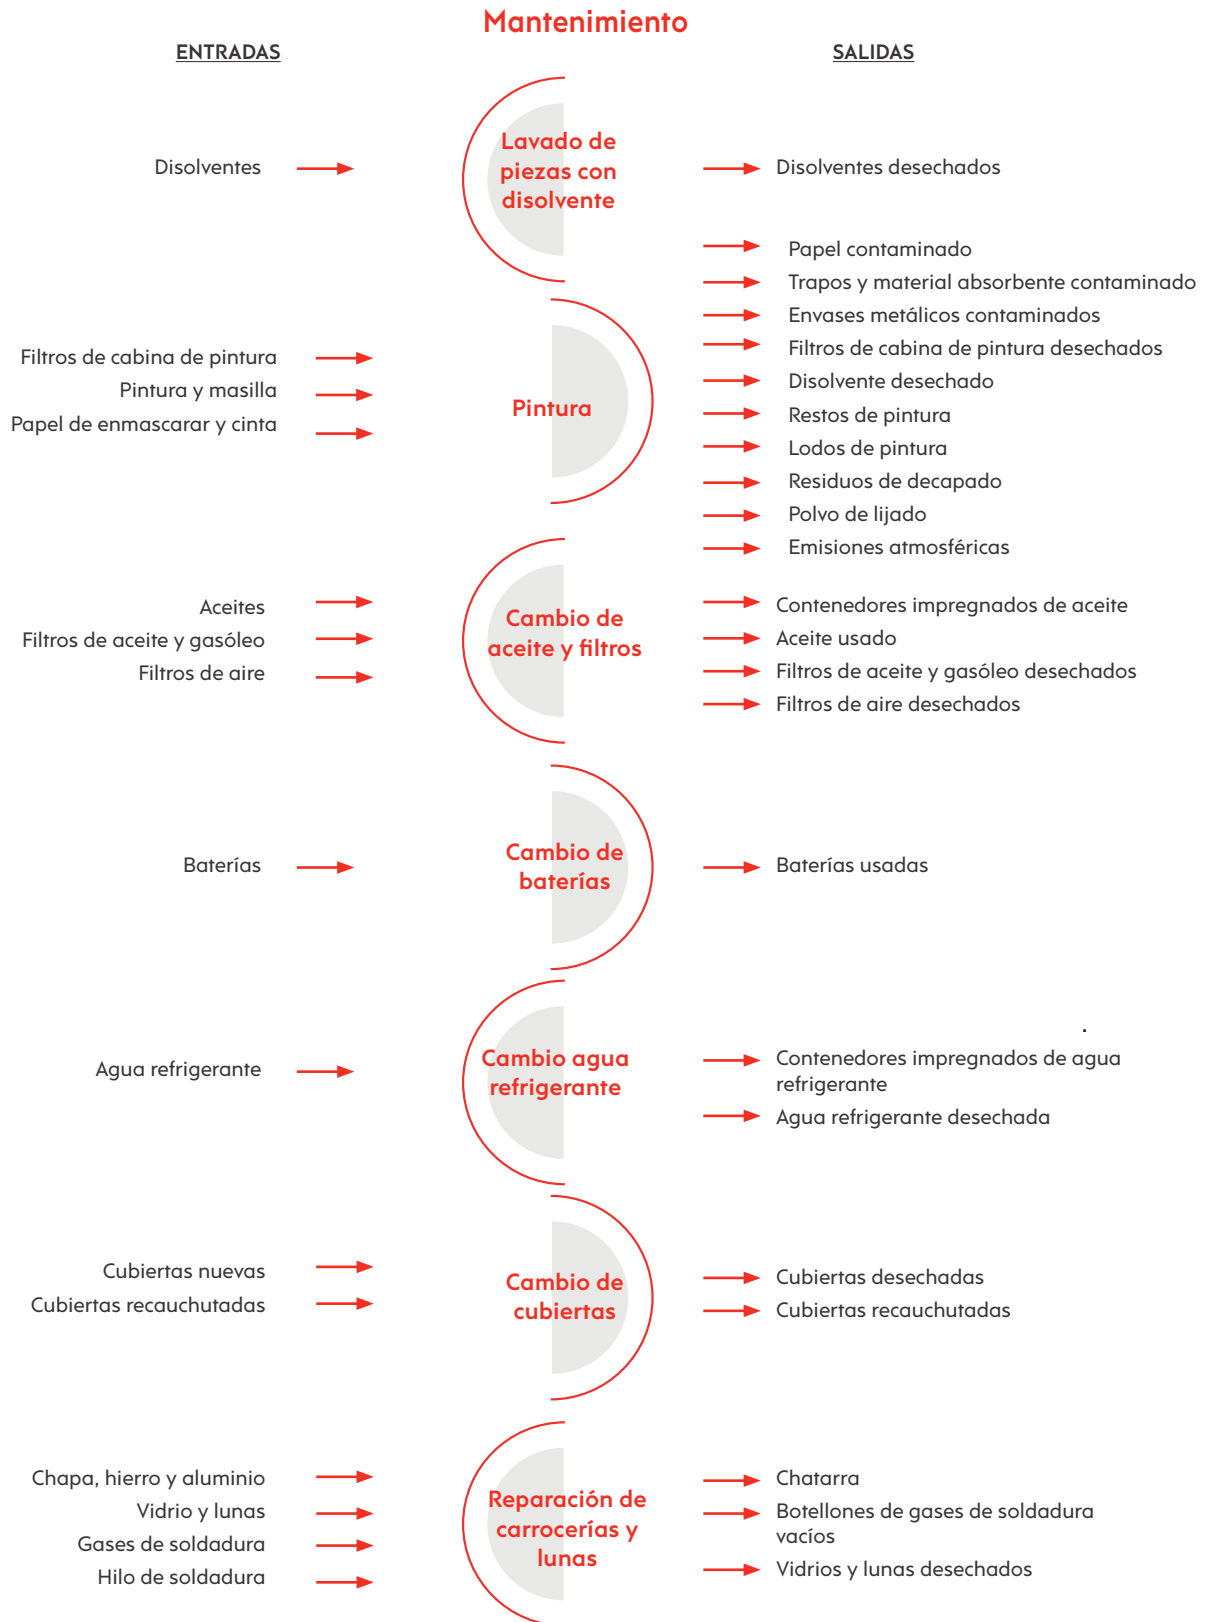 Mantenimiento
ENTRADAS
SALIDAS
Disolventes
Lavado de
piezas con
disolvente
Disolventes desechados
Filtros de cabina de pintura
Pintura y masilla
Papel de enmascarar y cinta
Pintura
Papel contaminado
Trapos y material absorbente contaminado
Envases metálicos contaminados
Filtros de cabina de pintura desechados
Disolvente desechado
Restos de pintura
Lodos de pintura
Residuos de decapado
Polvo de lijado
Emisiones atmosféricas
Aceites
Filtros de aceite y gasóleo
Filtros de aire
Cambio de
aceite y filtros
Contenedores impregnados de aceite
Aceite usado
Filtros de aceite y gasóleo desechados
Filtros de aire desechados
Baterías
Cambio de
baterías
Baterías usadas
Agua refrigerante
Cambio agua
refrigerante
.
Contenedores impregnados de agua
refrigerante
Agua refrigerante desechada
Cubiertas nuevas
Cubiertas recauchutadas
Cambio de
cubiertas
Cubiertas desechadas
Cubiertas recauchutadas
Chapa, hierro y aluminio
Vidrio y lunas
Gases de soldadura
Hilo de soldadura
Reparación de
carrocerías y
lunas
Chatarra
Botellones de gases de soldadura
vacíos
Vidrios y lunas desechados